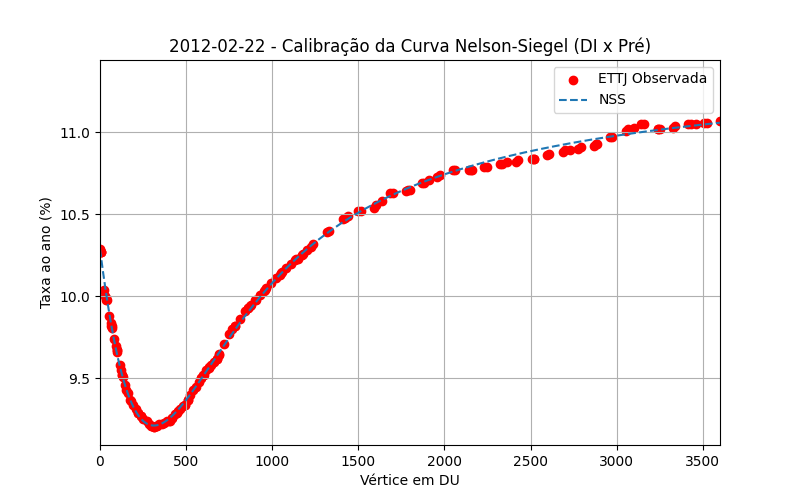 2012-02-22 - Calibração da Curva Nelson-Siegel (DI x Pré)
ETTJ Observada
NSS
Taxa ao ano (%)
11.0
10.5
10.0
9.5
0 500 1000 1500 2000 2500 3000 3500
Vértice em DU